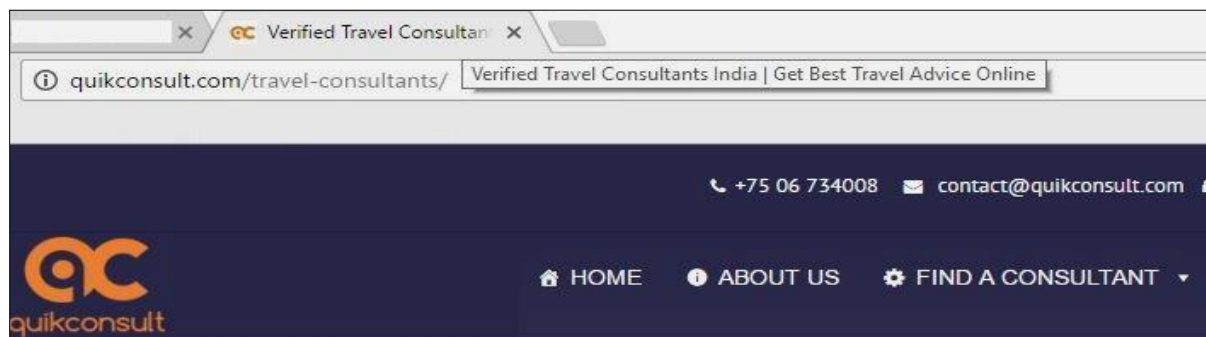 Verified Travel Consultan
quikconsult.com/travel-consultants/
Verified Travel Consultants India | Get Best Travel Advice Online
+75 06 734008 contact@quikconsult.com
HOME ABOUT US FIND A CONSULTANT
quikconsult